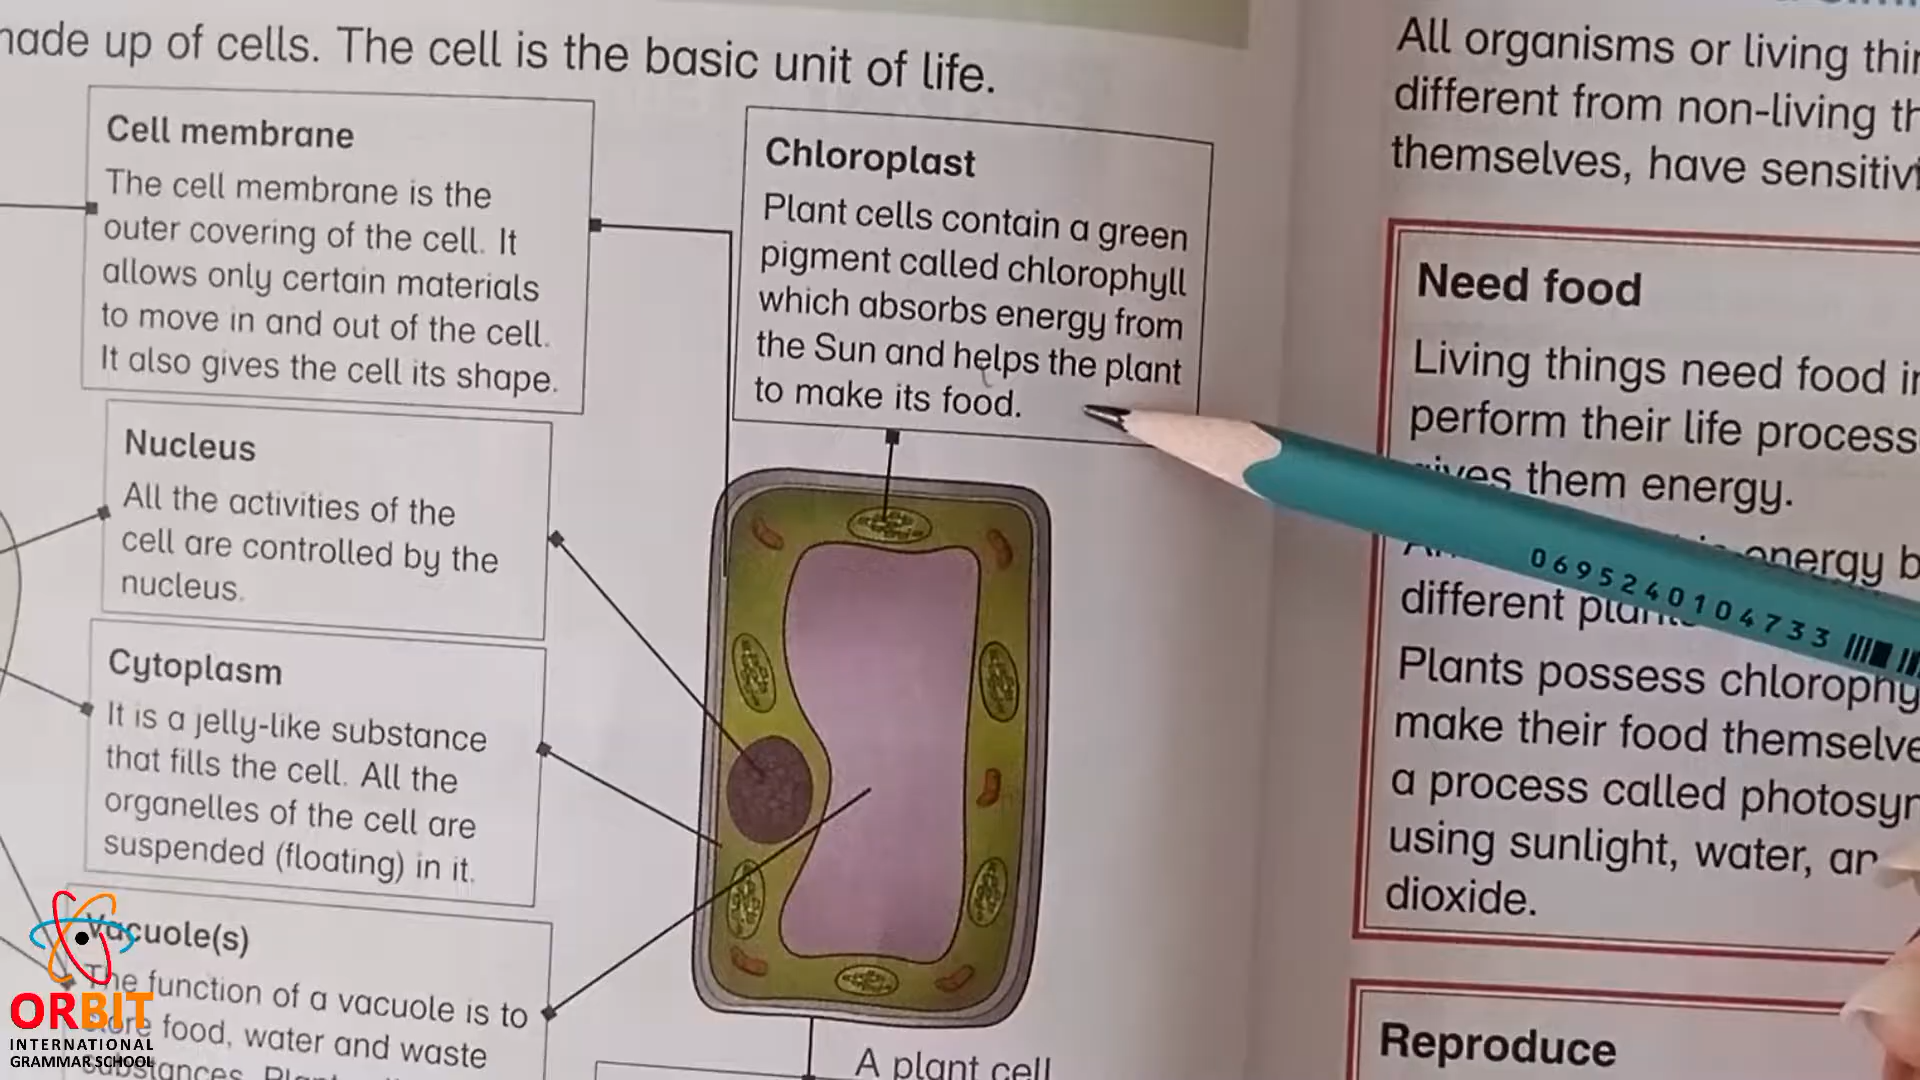 made up of cells. The cell is the basic unit of life.
Cell membrane
The cell membrane is the
outer covering of the cell. It
allows only certain materials
to move in and out of the cell.
It also gives the cell its shape.
Nucleus
All the activities of the
cell are controlled by the
nucleus.
Cytoplasm
It is a jelly-like substance
that fills the cell. All the
organelles of the cell are
suspended (floating) in it.
Vacuole(s)
The function of a vacuole is to
store food, water and waste
substances.
Chloroplast
Plant cells contain a green
pigment called chlorophyll
which absorbs energy from
the Sun and helps the plant
to make its food.
A plant cell
All organisms or living
different from non-living
themselves, have
Need food
Living things need food
perform their life
gives them energy.
energy
different
Plants possess
make their food
a process called
using sunlight, water,
dioxide.
Reproduce
0695240104733
ORBIT
INTERNATIONAL
GRAMMAR SCHOOL